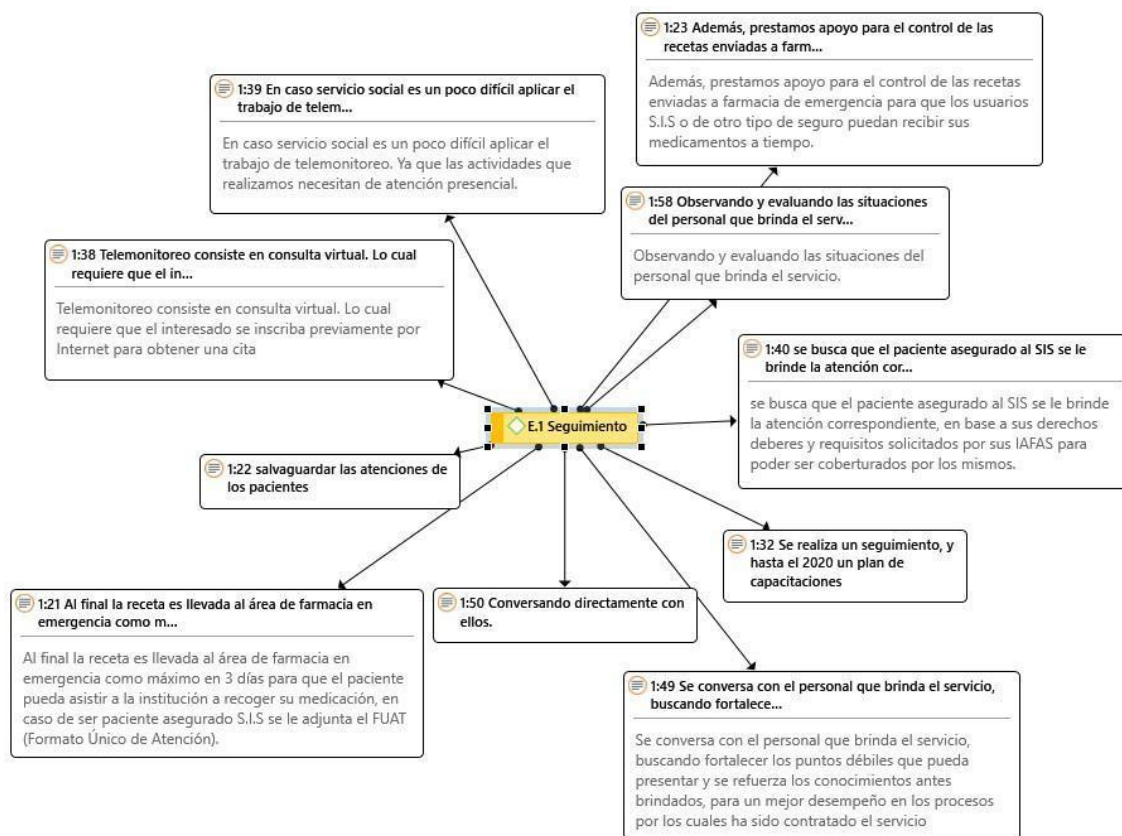 1:23 Además, prestamos apoyo para el control de las
recetas enviadas a farm...
Además, prestamos apoyo para el control de las recetas
enviadas a farmacia de emergencia para que los usuarios
S.I.S o de otro tipo de seguro puedan recibir sus
medicamentos a tiempo.
1:39 En caso servicio social es un poco difícil aplicar el
trabajo de telem...
En caso servicio social es un poco difícil aplicar el
trabajo de telemonitoreo. Ya que las actividades que
realizamos necesitan de atención presencial.
1:58 Observando y evaluando las situaciones
del personal que brinda el serv...
Observando y evaluando las situaciones del
personal que brinda el servicio.
1:38 Telemonitoreo consiste en consulta virtual. Lo cual
requiere que el in...
Telemonitoreo consiste en consulta virtual. Lo cual
requiere que el interesado se inscriba previamente por
Internet para obtener una cita
1:40 se busca que el paciente asegurado al SIS se le
brinde la atención cor...
se busca que el paciente asegurado al SIS se le brinde
la atención correspondiente, en base a sus derechos
deberes y requisitos solicitados por sus IAFAS para
poder ser coberturados por los mismos.
E.1 Seguimiento
1:22 salvaguardar las atenciones de
los pacientes
1:32 Se realiza un seguimiento, y
hasta el 2020 un plan de
capacitaciones
1:21 Al final la receta es llevada al área de farmacia en
emergencia como m...
Al final la receta es llevada al área de farmacia en
emergencia como máximo en 3 días para que el paciente
pueda asistir a la institución a recoger su medicación, en
caso de ser paciente asegurado S.I.S se le adjunta el FUAT
(Formato Único de Atención).
1:50 Conversando directamente con
ellos.
1:49 Se conversa con el personal que brinda el servicio,
buscando fortalece...
Se conversa con el personal que brinda el servicio,
buscando fortalecer los puntos débiles que pueda
presentar y se refuerza los conocimientos antes
brindados, para un mejor desempeño en los procesos
por los cuales ha sido contratado el servicio